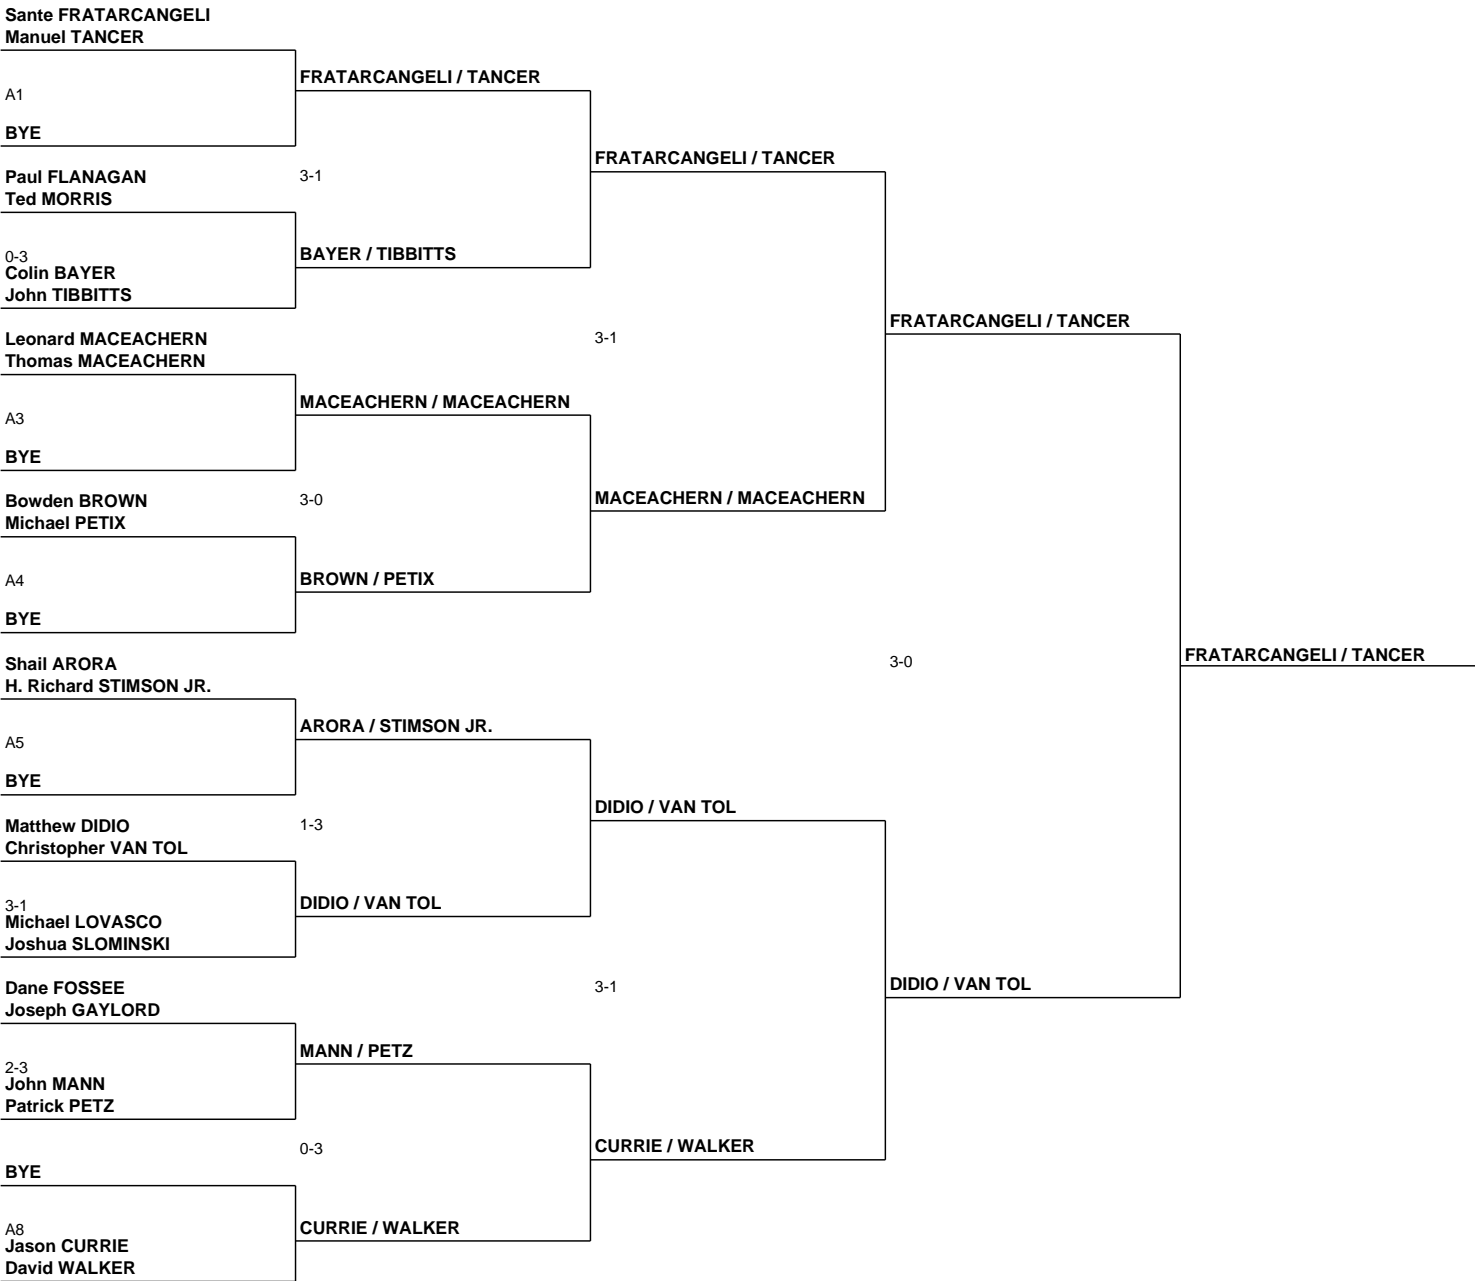 Sante FRATARCANGELI
Manuel TANCER
A1
BYE
Paul FLANAGAN
Ted MORRIS
0-3
Colin BAYER
John TIBBITTS
Leonard MACEACHERN
Thomas MACEACHERN
A3
BYE
Bowden BROWN
Michael PETIX
A4
BYE
Shail ARORA
H. Richard STIMSON JR.
A5
BYE
Matthew DIDIO
Christopher VAN TOL
3-1
Michael LOVASCO
Joshua SLOMINSKI
Dane FOSSEE
Joseph GAYLORD
2-3
John MANN
Patrick PETZ
BYE
A8
Jason CURRIE
David WALKER
FRATARCANGELI / TANCER
3-1
BAYER / TIBBITTS
MACEACHERN / MACEACHERN
3-0
BROWN / PETIX
ARORA / STIMSON JR.
1-3
DIDIO / VAN TOL
MANN / PETZ
0-3
CURRIE / WALKER
FRATARCANGELI / TANCER
3-1
MACEACHERN / MACEACHERN
DIDIO / VAN TOL
3-1
CURRIE / WALKER
FRATARCANGELI / TANCER
3-0
DIDIO / VAN TOL
FRATARCANGELI / TANCER